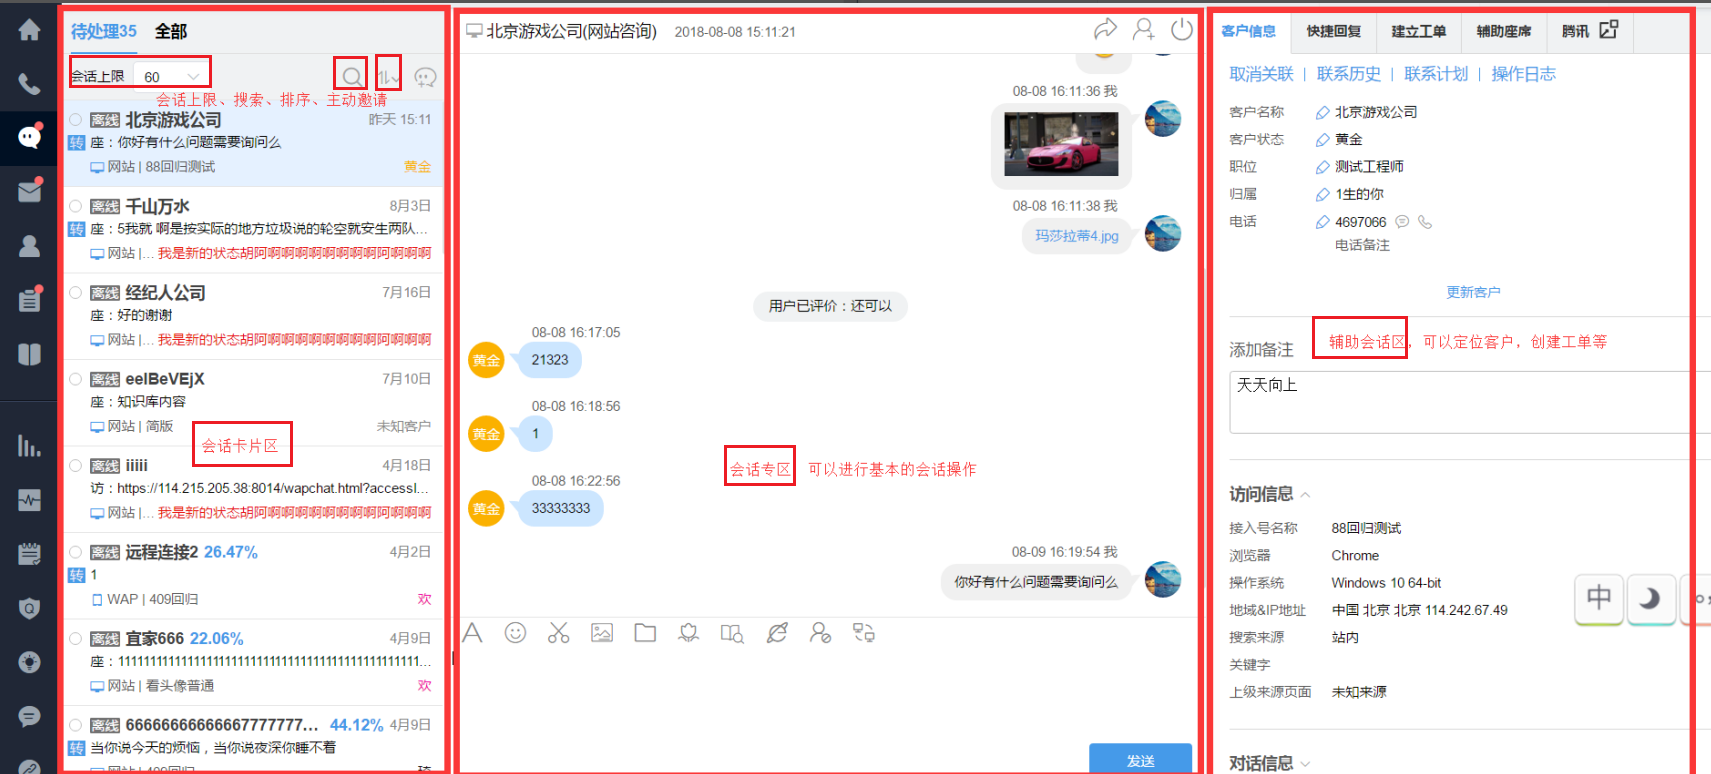 待处理35 全部
会话上限 60
会话上限、搜索、排序、主动邀请
离线 北京游戏公司 昨天 15:11
转 座：你好有什么问题需要询问么
网站 | 88回归测试 黄金
离线 千山万水 8月3日
转 座：5我就 啊是按实际的地方垃圾说的轮空就安生两队...
网站 |... 我是新的状态胡阿啊啊啊啊啊啊啊啊阿啊啊啊
离线 经纪人公司 7月16日
座：好的谢谢
网站 |... 我是新的状态胡阿啊啊啊啊啊啊啊啊阿啊啊啊
离线 eelBeVEjX 7月10日
座：知识库内容
网站 | 简版 未知客户
会话卡片区
离线 iiiii 4月18日
访：https://114.215.205.38:8014/wapchat.html?accessI...
网站 |... 我是新的状态胡阿啊啊啊啊啊啊啊啊阿啊啊啊
离线 远程连接2 26.47% 4月2日
转 1
WAP | 409回归 欢
离线 宜家666 22.06% 4月9日
座：1111111111111111111111111111111111111111111111...
网站 | 看头像普通 欢
离线 66666666666667777777... 44.12% 4月9日
转 当你说今天的烦恼，当你说夜深你睡不着
网站 | 409回归
北京游戏公司(网站咨询) 2018-08-08 15:11:21
08-08 16:11:36 我
08-08 16:11:38 我
玛莎拉蒂4.jpg
用户已评价：还可以
08-08 16:17:05
黄金 21323
08-08 16:18:56
黄金 1
会话专区 可以进行基本的会话操作
08-08 16:22:56
黄金 33333333
08-09 16:19:54 我
你好有什么问题需要询问么
发送
客户信息 快捷回复 建立工单 辅助座席 腾讯
取消关联 | 联系历史 | 联系计划 | 操作日志
客户名称 北京游戏公司
客户状态 黄金
职位 测试工程师
归属 1生的你
电话 4697066
电话备注
更新客户
辅助会话区，可以定位客户，创建工单等
添加备注
天天向上
访问信息
接入号名称 88回归测试
浏览器 Chrome
操作系统 Windows 10 64-bit
地域&IP地址 中国 北京 北京 114.242.67.49
搜索来源 站内
关键字
上级来源页面 未知来源
对话信息
中